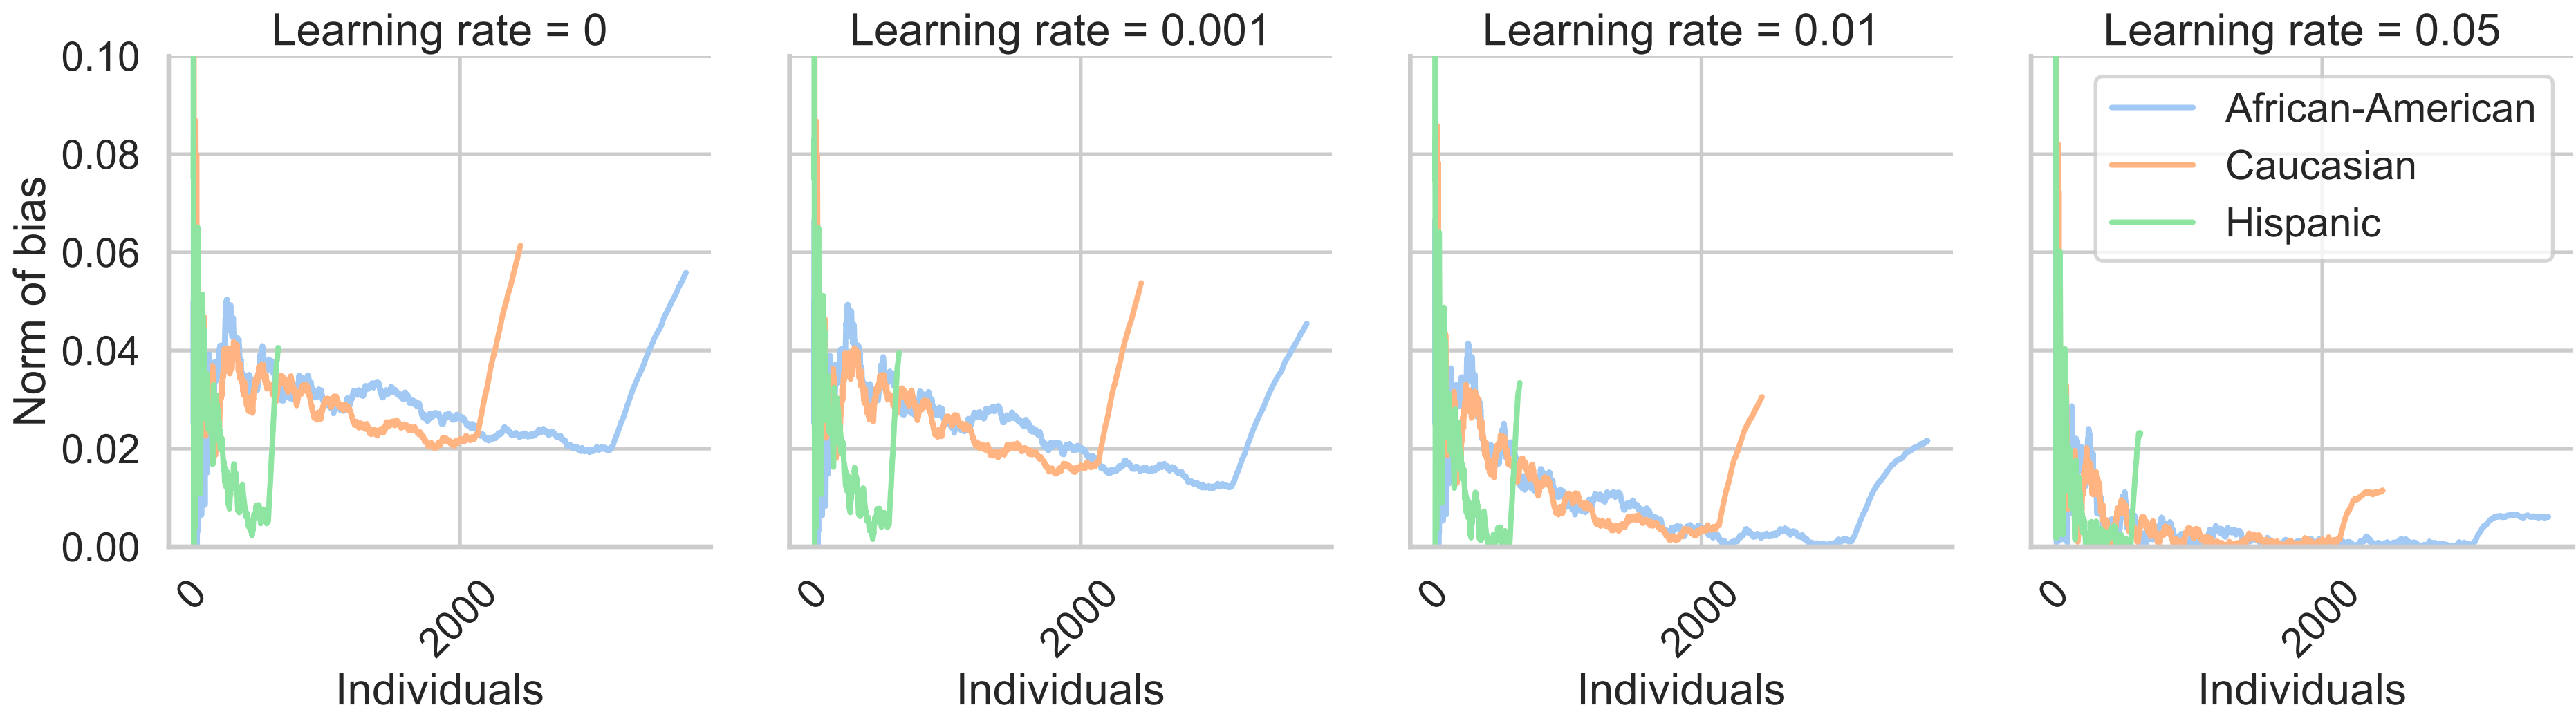 Learning rate = 0
Learning rate = 0.001
Learning rate = 0.01
Learning rate = 0.05
Norm of bias
0.10
0.08
0.06
0.04
0.02
0.00
African-American
Caucasian
Hispanic
0
2000
0
2000
0
2000
0
2000
Individuals
Individuals
Individuals
Individuals